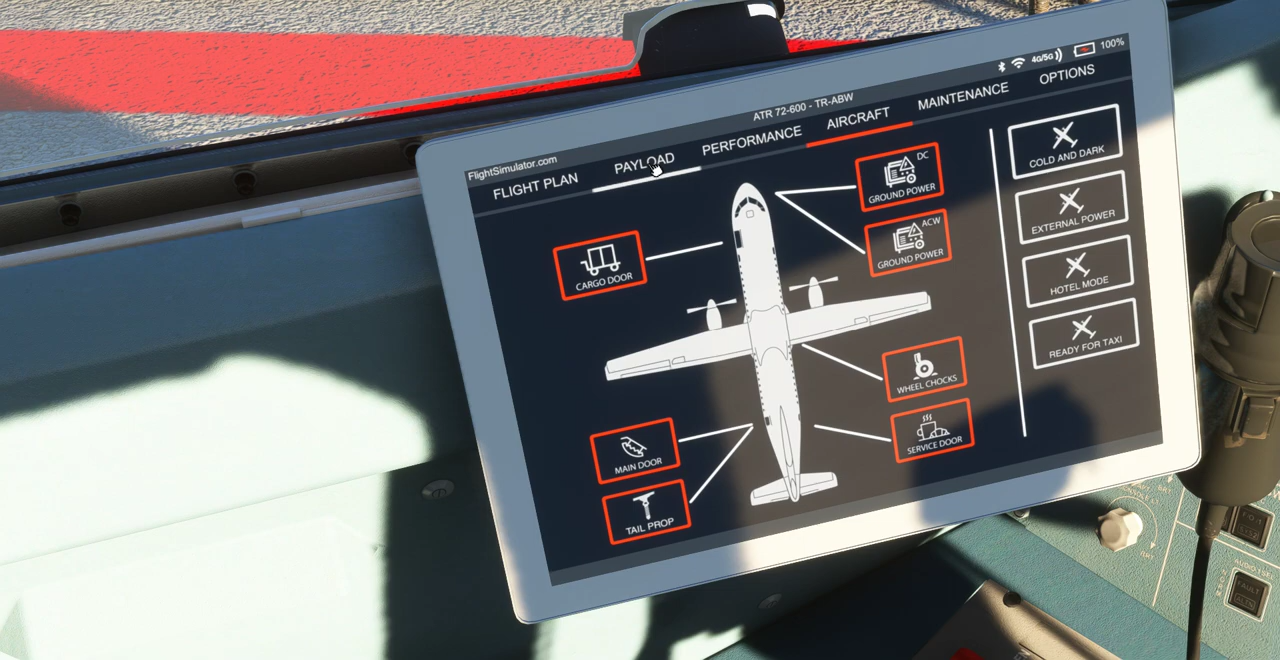 4G/5G
100%
ATR 72-600 - TR-ABW
FlightSimulator.com
FLIGHT PLAN
PAYLOAD
PERFORMANCE
AIRCRAFT
MAINTENANCE
OPTIONS
DC
GROUND POWER
ACW
GROUND POWER
CARGO DOOR
WHEEL CHOCKS
SERVICE DOOR
MAIN DOOR
TAIL PROP
COLD AND DARK
EXTERNAL POWER
HOTEL MODE
READY FOR TAXI